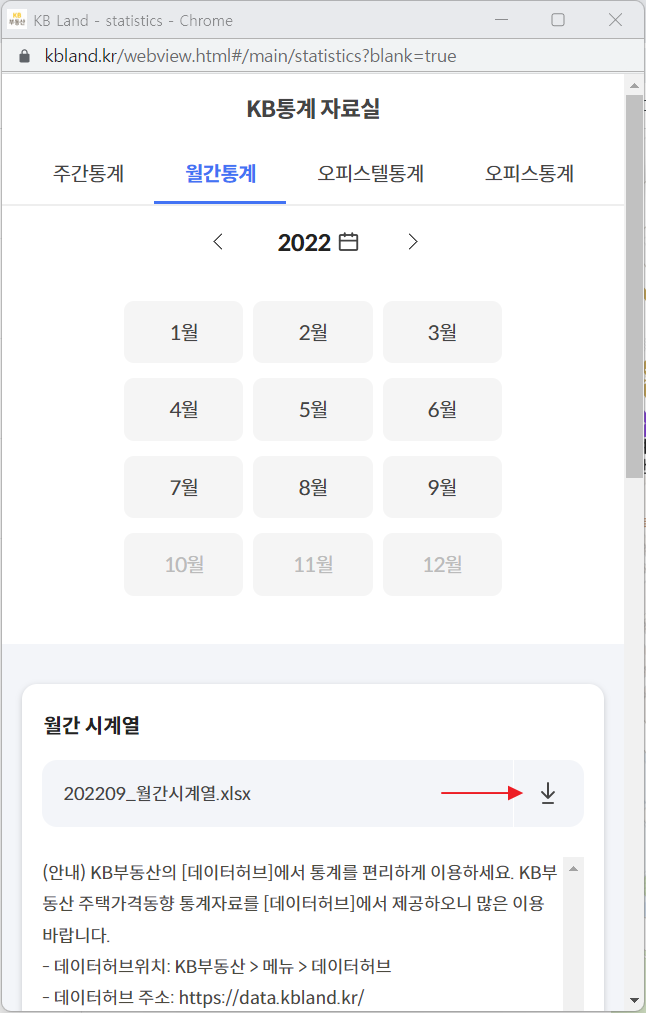 KB 부동산 KB Land - statistics - Chrome
kbland.kr/webview.html#/main/statistics?blank=true
KB통계 자료실
주간통계 월간통계 오피스텔통계 오피스통계
2022
1월 2월 3월
4월 5월 6월
7월 8월 9월
10월 11월 12월
월간 시계열
202209_월간시계열.xlsx
(안내) KB부동산의 [데이터허브]에서 통계를 편리하게 이용하세요. KB부
동산 주택가격동향 통계자료를 [데이터허브]에서 제공하오니 많은 이용
바랍니다.
- 데이터허브위치: KB부동산 > 메뉴 > 데이터허브
- 데이터허브 주소: https://data.kbland.kr/